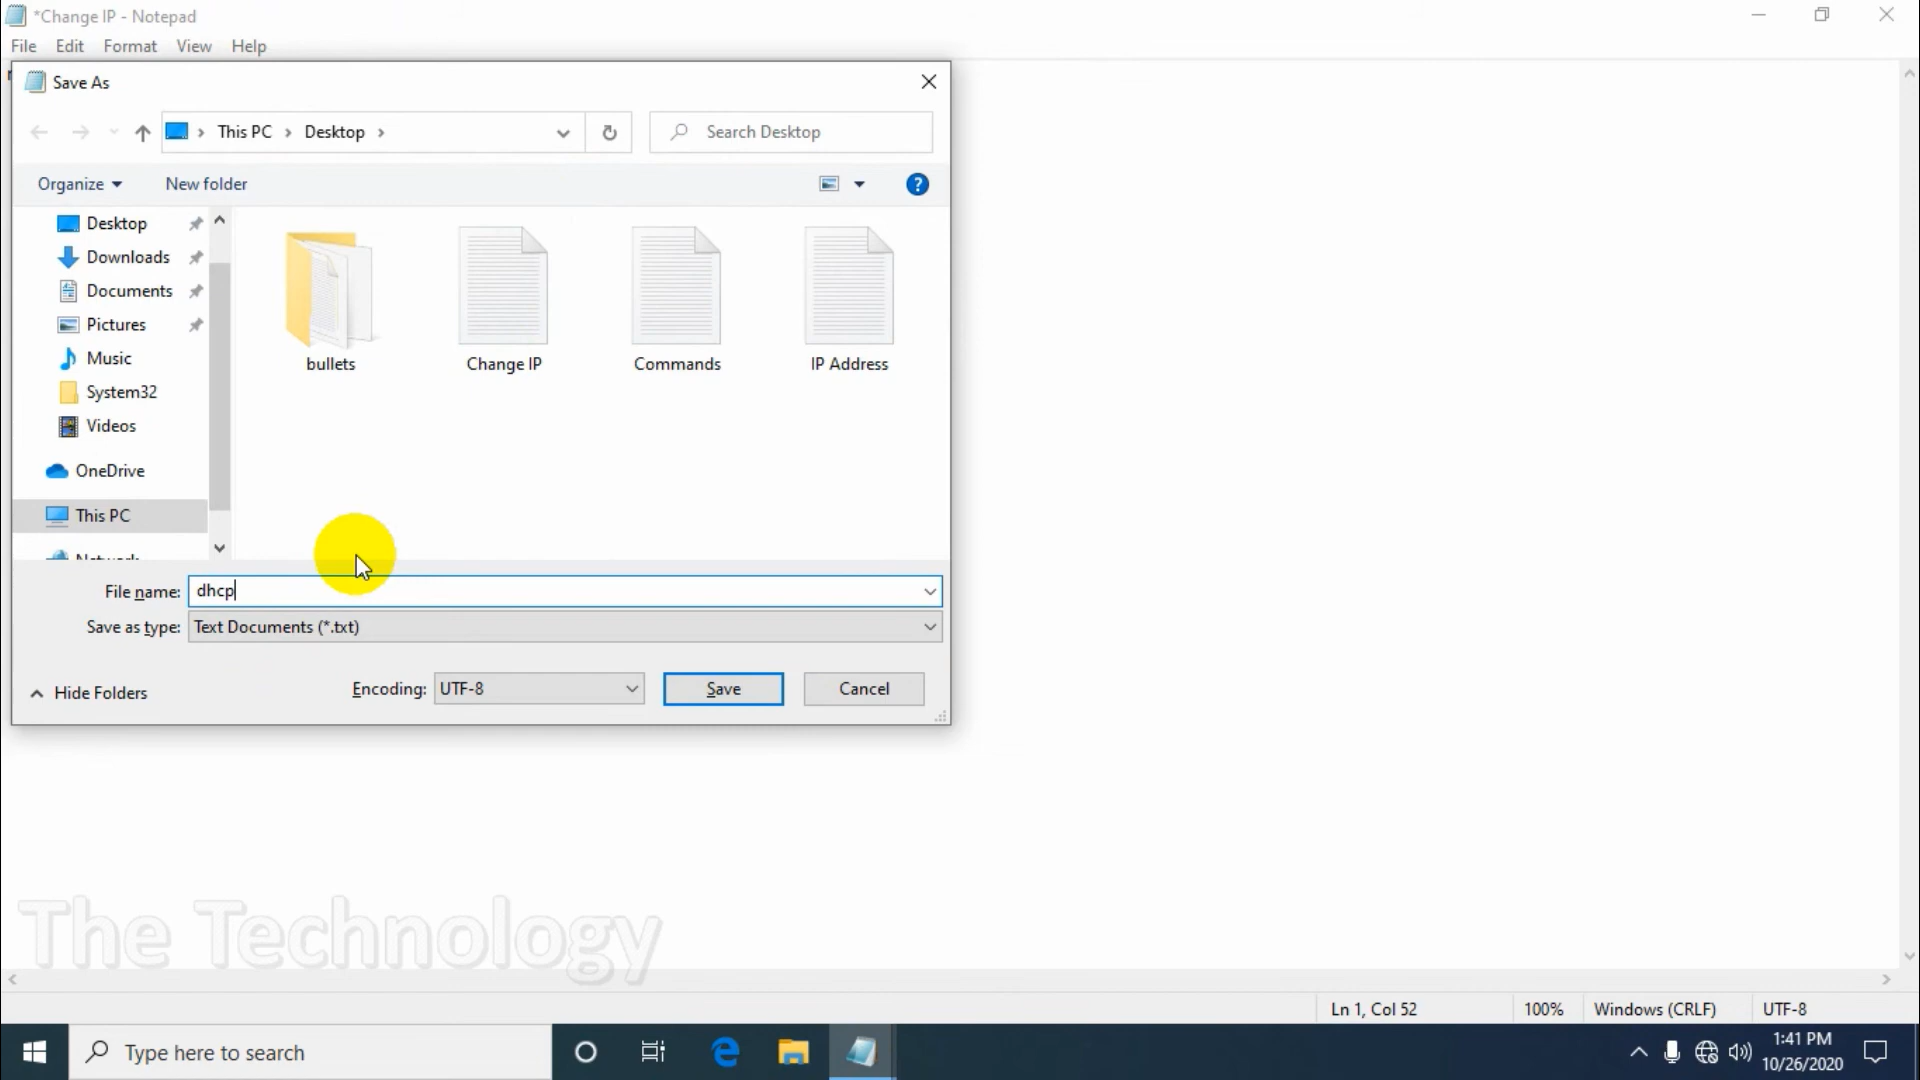 *Change IP - Notepad
File Edit Format View Help
Save As
This PC Desktop
Search Desktop
Organize New folder
Desktop
Downloads
Documents
Pictures
Music
System32
Videos
OneDrive
This PC
Network
bullets
Change IP
Commands
IP Address
File name: dhcp
Save as type: Text Documents (*.txt)
Hide Folders
Encoding: UTF-8
Save
Cancel
The Technology
Ln 1, Col 52
100%
Windows (CRLF)
UTF-8
Type here to search
1:41 PM
10/26/2020